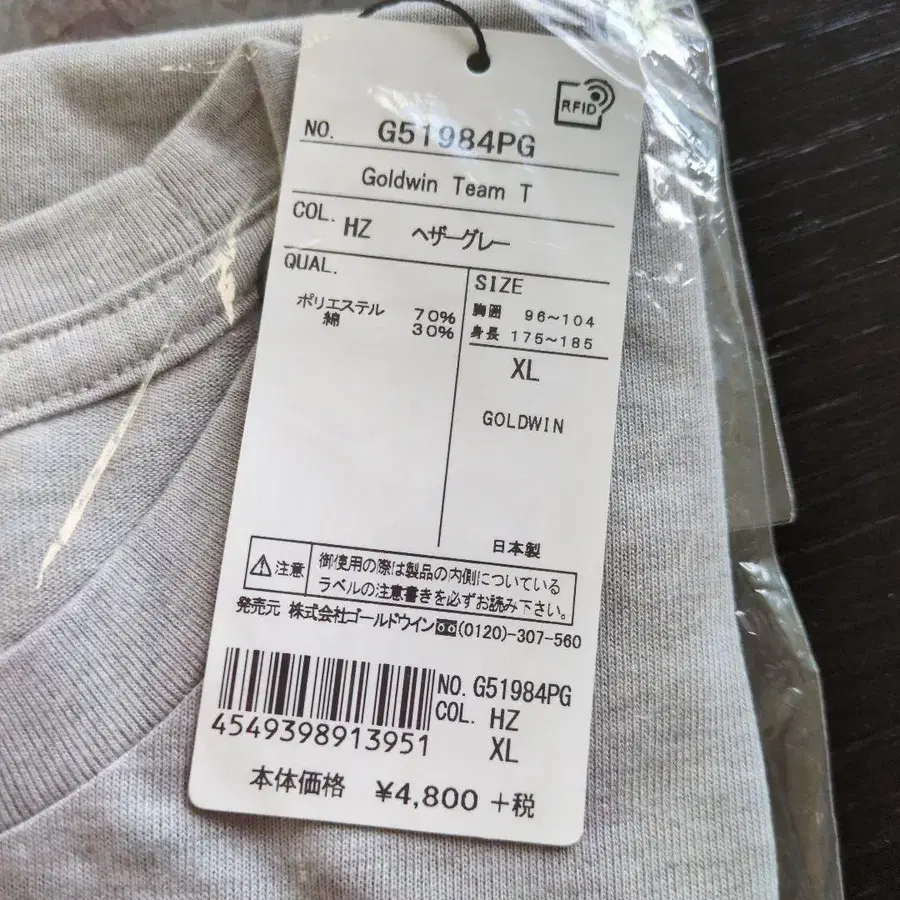 RFID
NO. G51984PG
Goldwin Team T
COL. HZ ヘザーグレー
QUAL.
ポリエステル 70%
綿 30%
SIZE
胸囲 96～104
身長 175～185
XL
GOLDWIN
日本製
注意 御使用の際は製品の内側についている
ラベルの注意書きを必ずお読み下さい。
発売元 株式会社ゴールドウイン (0120)-307-560
NO. G51984PG
COL. HZ
XL
4549398913951
本体価格 ¥4,800 +税